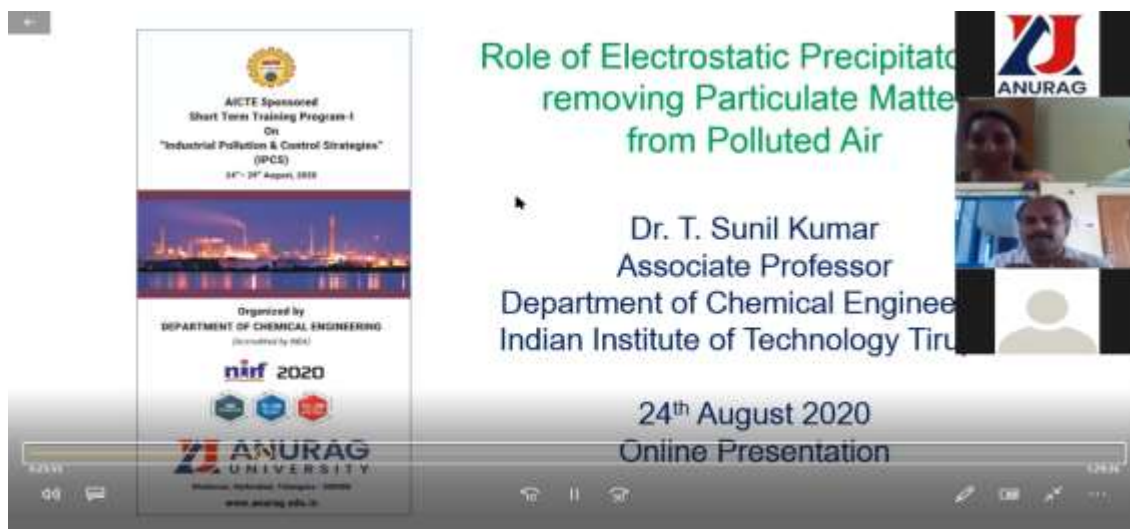 AICTE Sponsored
Short Term Training Program-I
On
"Industrial Pollution & Control Strategies"
(IPCS)
24th - 29th August, 2020
Organized by
DEPARTMENT OF CHEMICAL ENGINEERING
(Accredited by NBA)
nirf 2020
ANURAG
UNIVERSITY
www.anurag.edu.in
Role of Electrostatic Precipitato
removing Particulate Matte
from Polluted Air
Dr. T. Sunil Kumar
Associate Professor
Department of Chemical Enginee
Indian Institute of Technology Tiru
24th August 2020
Online Presentation
ANURAG